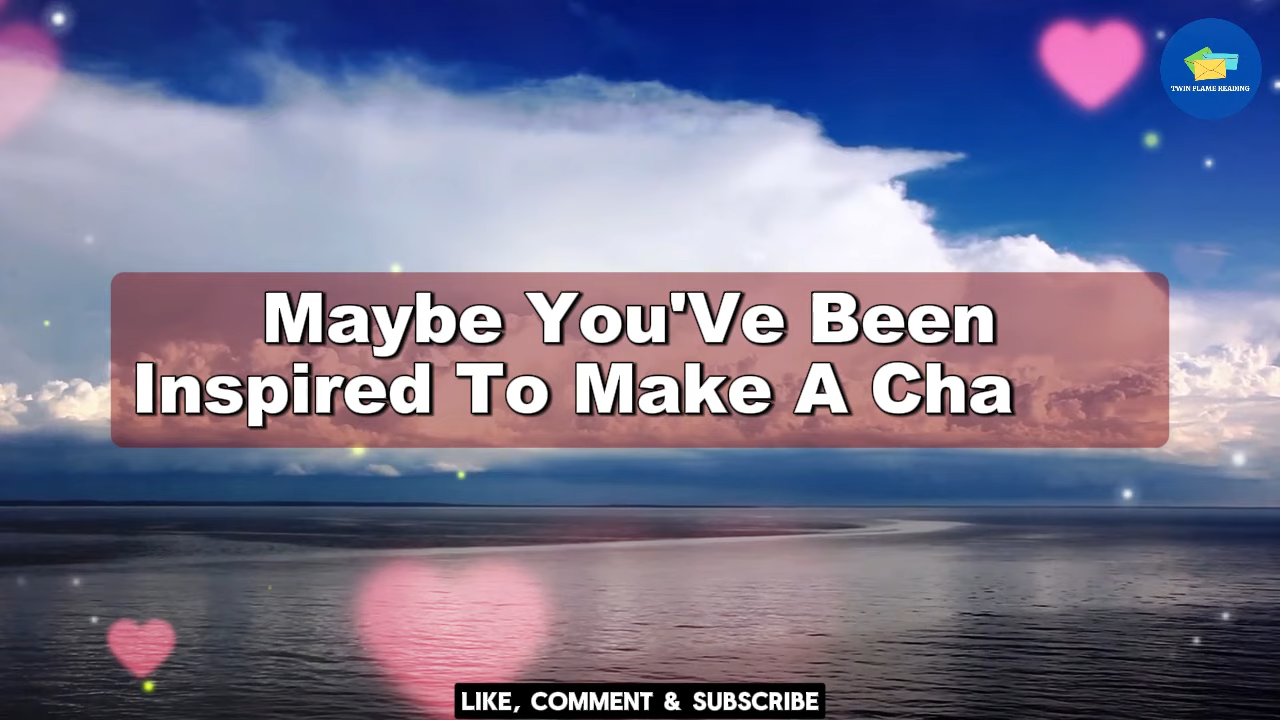 TWIN FLAME READING
Maybe You'Ve Been
Inspired To Make A Cha
LIKE, COMMENT & SUBSCRIBE